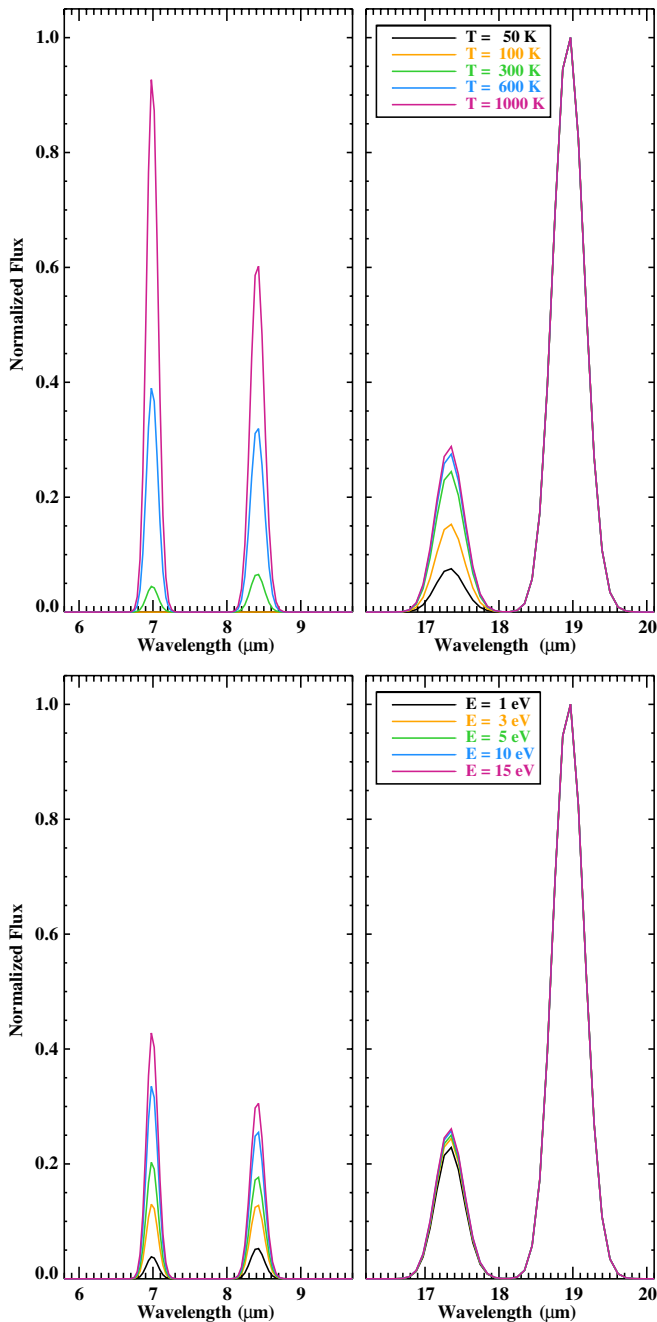 1.0
0.8
0.6
0.4
0.2
0.0
Normalized Flux
6 7 8 9
Wavelength (μm)
T = 50 K
T = 100 K
T = 300 K
T = 600 K
T = 1000 K
17 18 19 20
Wavelength (μm)
1.0
0.8
0.6
0.4
0.2
0.0
Normalized Flux
6 7 8 9
Wavelength (μm)
E = 1 eV
E = 3 eV
E = 5 eV
E = 10 eV
E = 15 eV
17 18 19 20
Wavelength (μm)